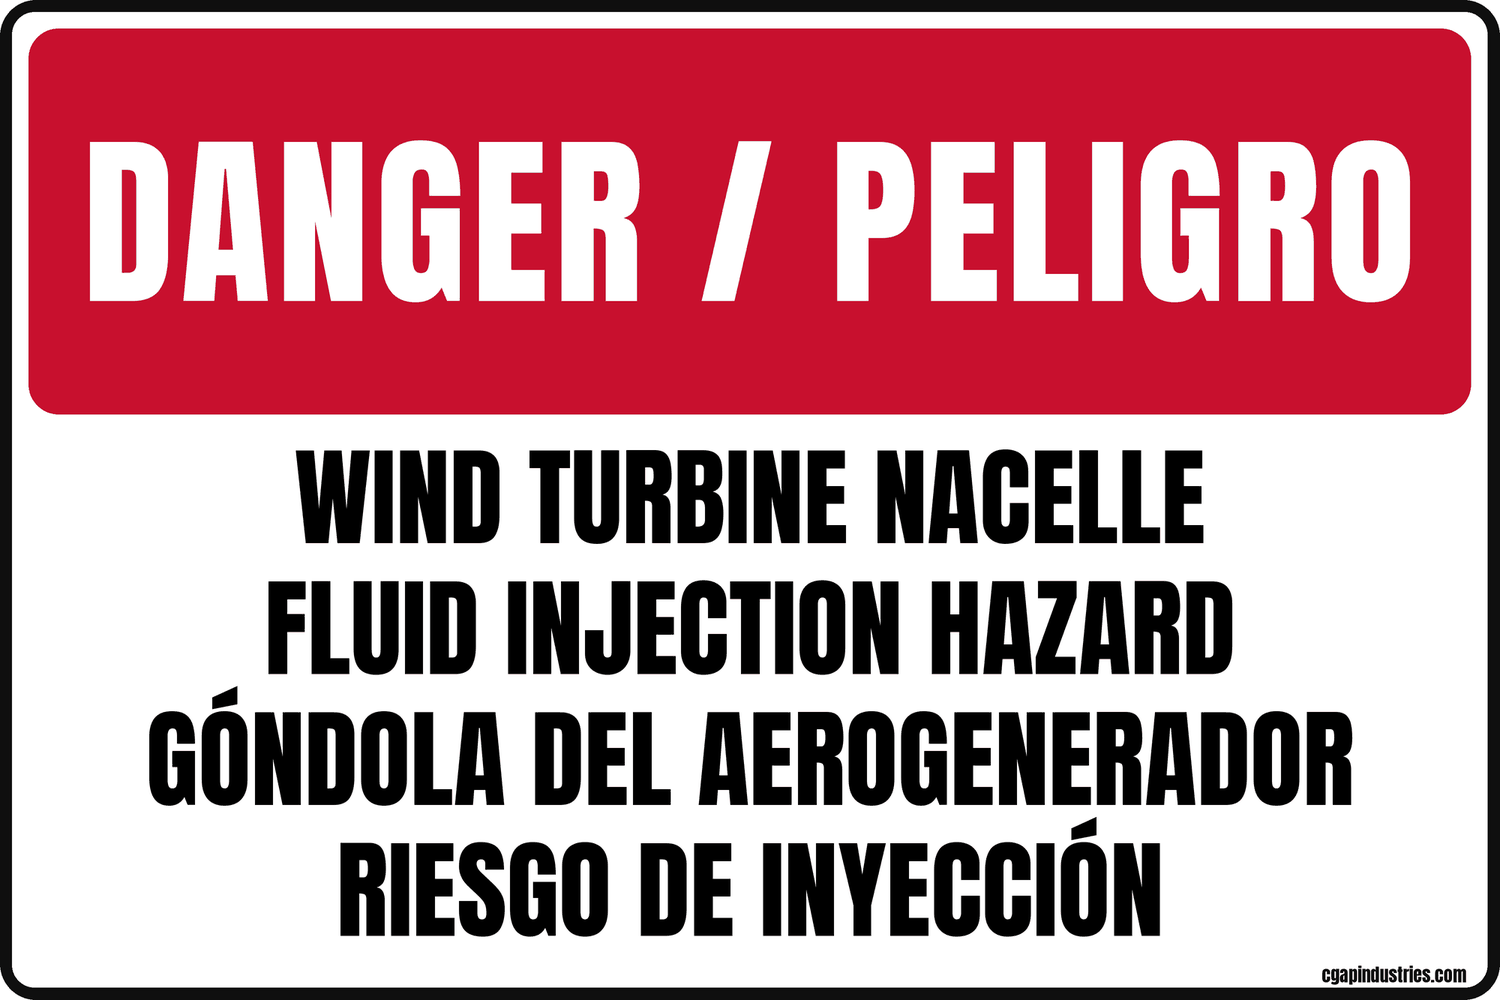 DANGER / PELIGRO
WIND TURBINE NACELLE
FLUID INJECTION HAZARD
GÓNDOLA DEL AEROGENERADOR
RIESGO DE INYECCIÓN
cgapindustries.com